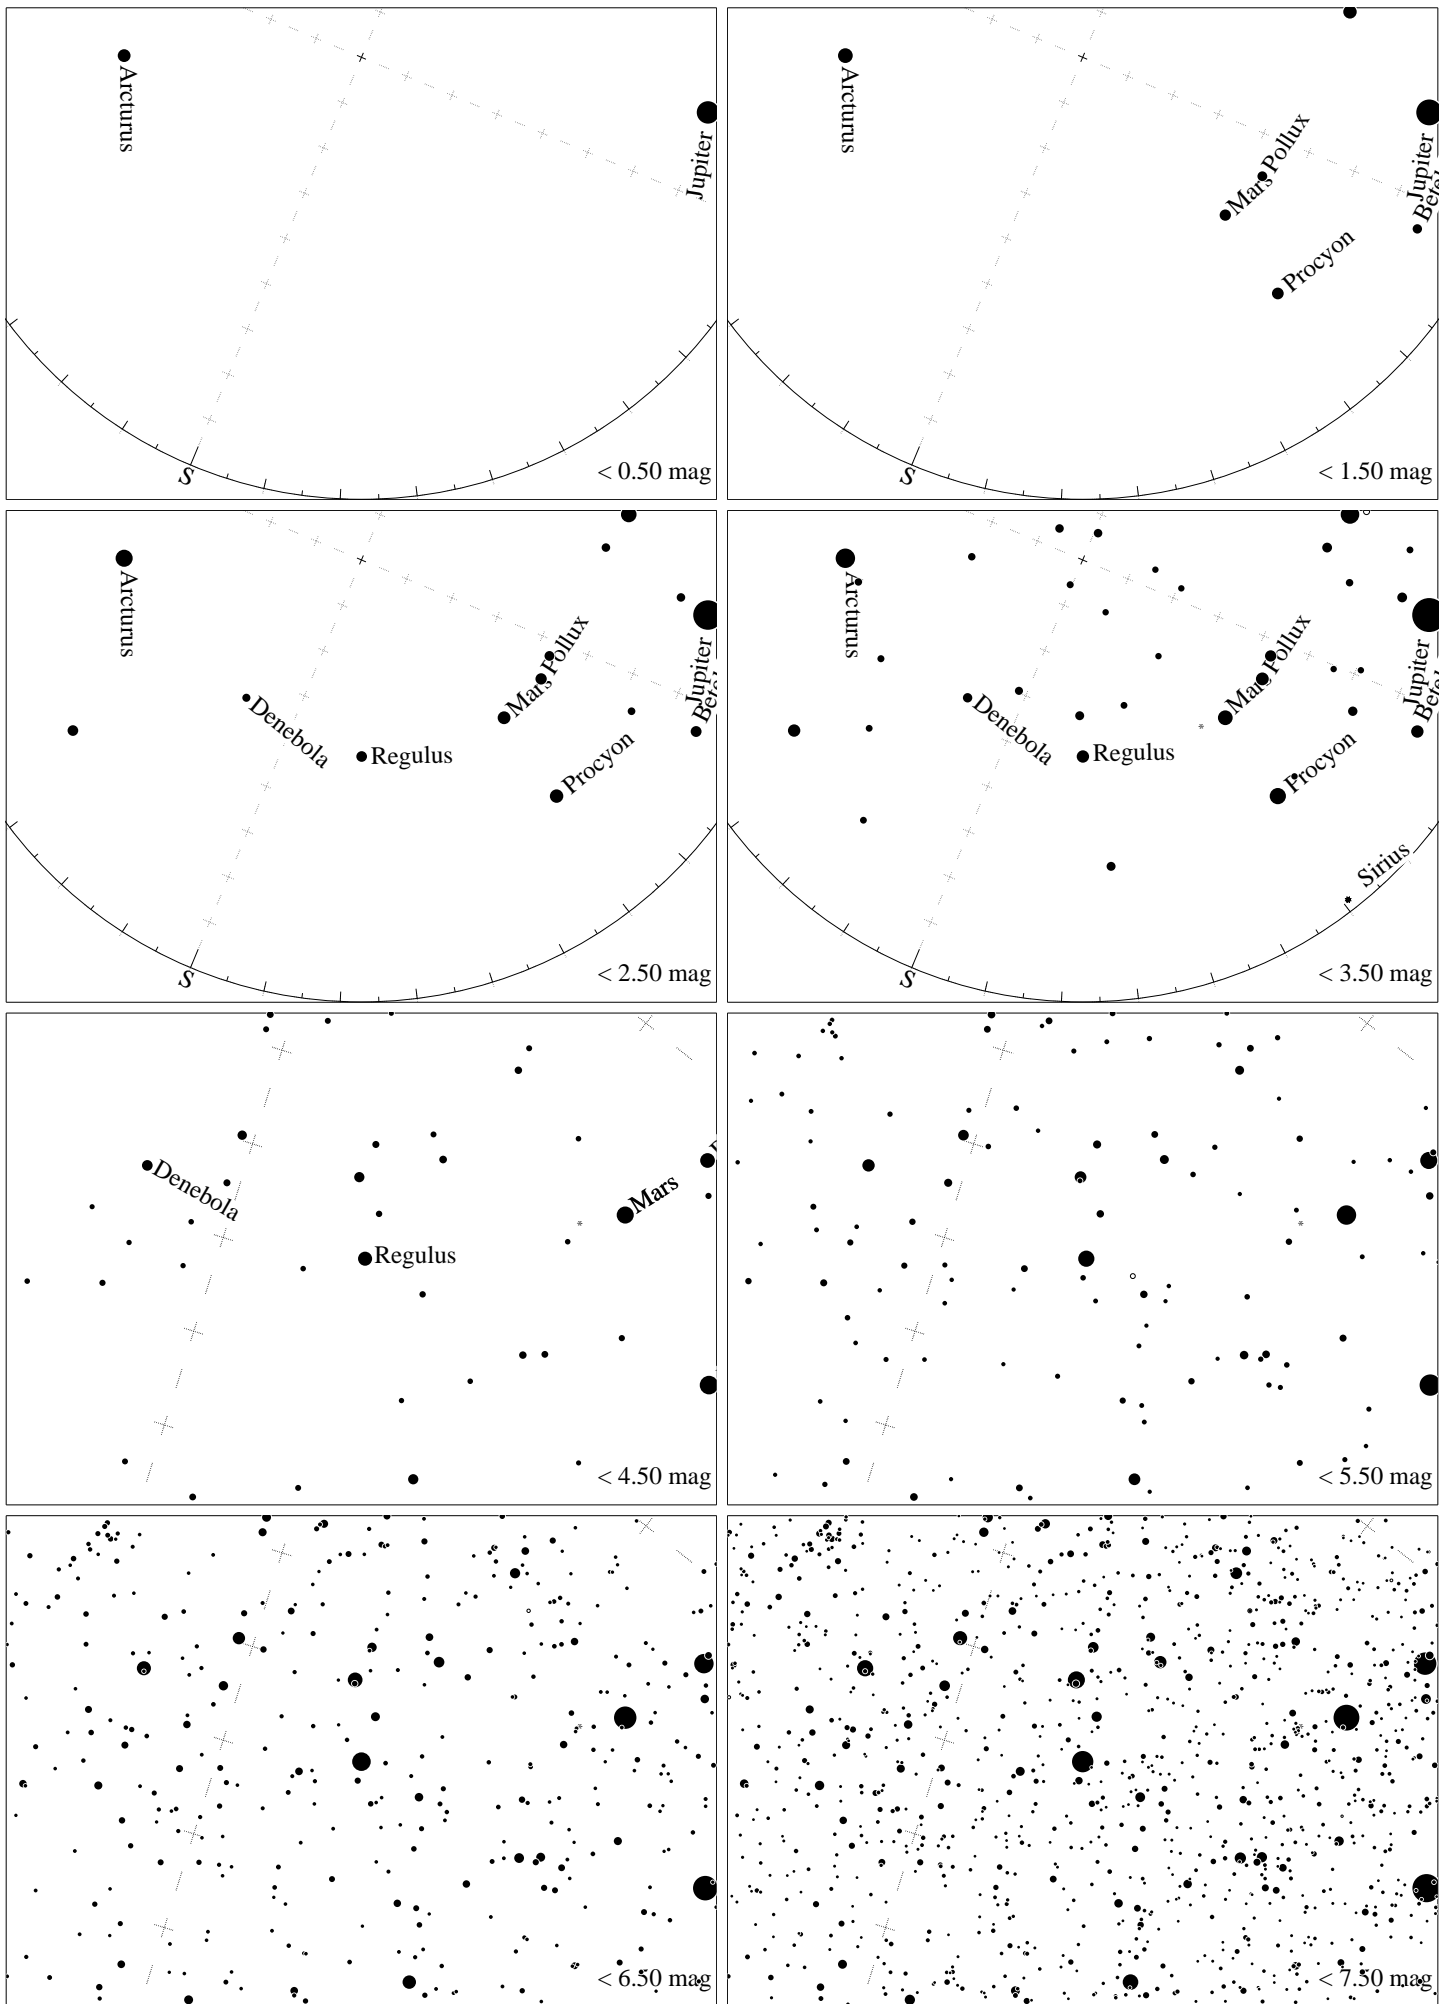 Arcturus
Jupiter
S
< 0.50 mag
Arcturus
Mars
Pollux
Jupiter
Procyon
< 1.50 mag
S
Arcturus
Denebola
Regulus
Mars
Pollux
Jupiter
Procyon
S
< 2.50 mag
Arcturus
Denebola
Regulus
Mars
Pollux
Jupiter
Procyon
Sirius
S
< 3.50 mag
Denebola
Regulus
Mars
< 4.50 mag
< 5.50 mag
< 6.50 mag
< 7.50 mag